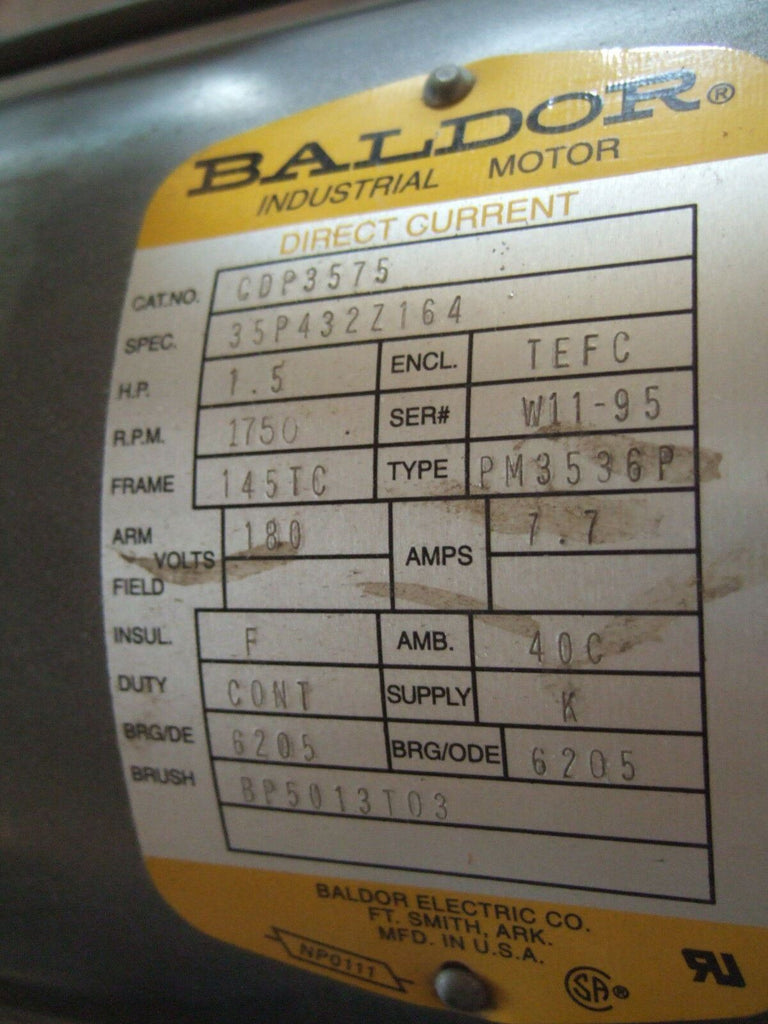 BALDOR®
INDUSTRIAL MOTOR
DIRECT CURRENT
CAT.NO. CDP3575
SPEC. 35P432Z164
H.P. 1.5 ENCL. TEFC
R.P.M. 1750 SER# W11-95
FRAME 145TC TYPE PM3536P
ARM VOLTS 180 AMPS 7.7
FIELD
INSUL. F AMB. 40C
DUTY CONT SUPPLY K
BRG/DE 6205 BRG/ODE 6205
BRUSH BP5013T03
BALDOR ELECTRIC CO.
FT. SMITH, ARK.
MFD. IN U.S.A.
NP0111
SA®
RU